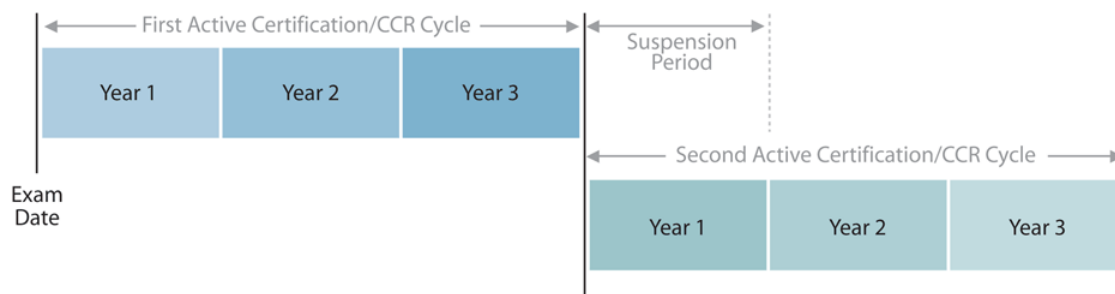 First Active Certification/CCR Cycle
Suspension
Period
Year 1
Year 2
Year 3
Exam
Date
Second Active Certification/CCR Cycle
Year 1
Year 2
Year 3